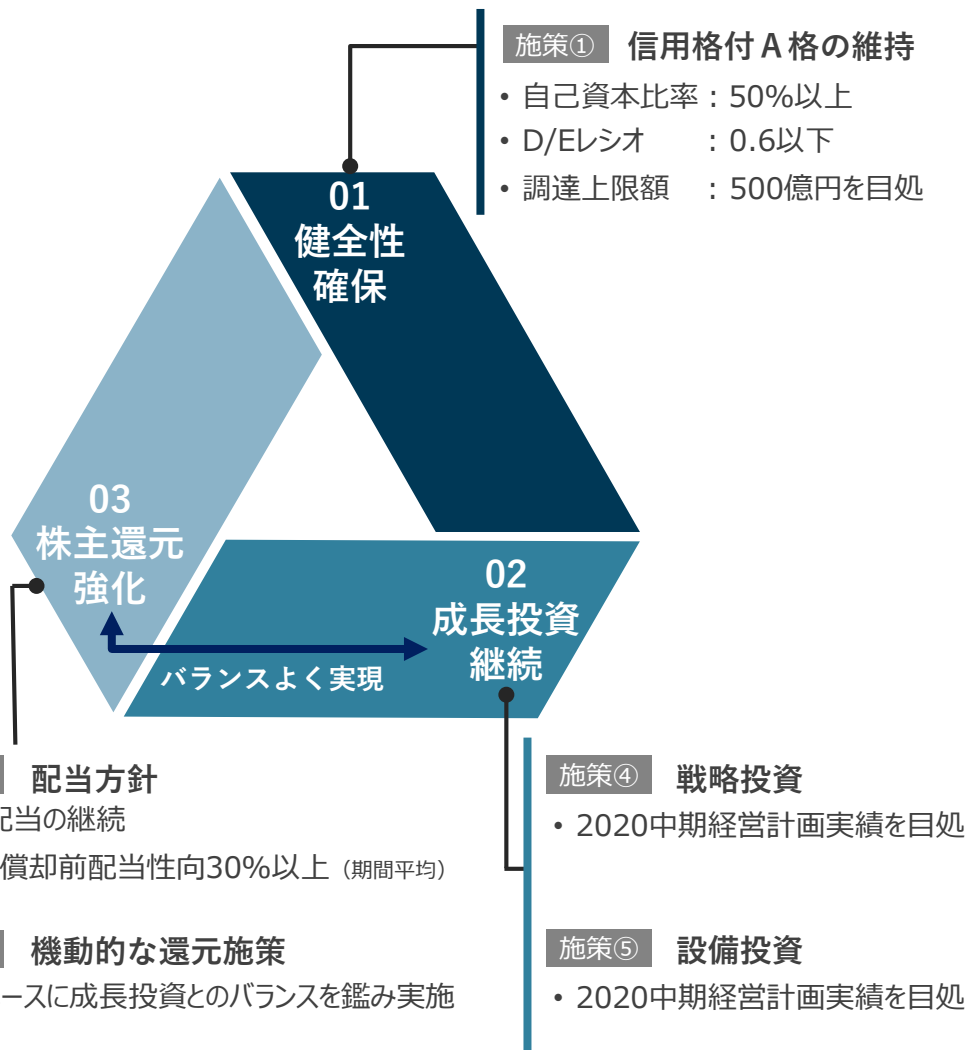 施策① 信用格付A格の維持
• 自己資本比率：50%以上
• D/Eレシオ ：0.6以下
• 調達上限額 ：500億円を目処
01
健全性
確保
03
株主還元
強化
02
成長投資
継続
バランスよく実現
配当方針
配当の継続
償却前配当性向30%以上（期間平均）
機動的な還元施策
ースに成長投資とのバランスを鑑み実施
施策④ 戦略投資
• 2020中期経営計画実績を目処
施策⑤ 設備投資
• 2020中期経営計画実績を目処